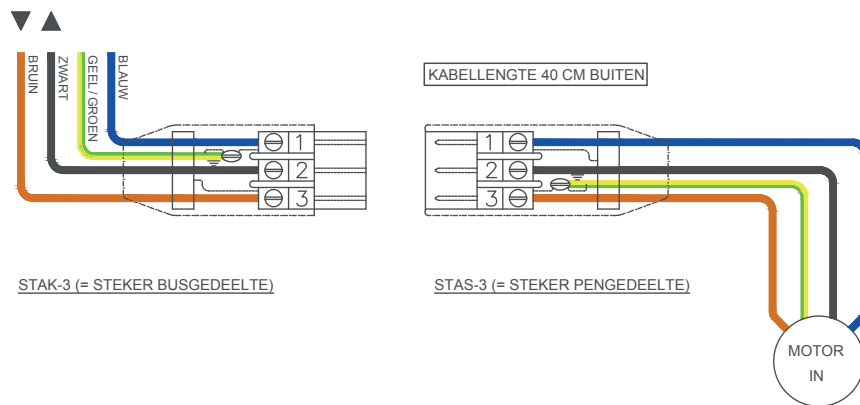 BRUIN
ZWART
GEEL/GROEN
BLAUW
1
2
3
STAK-3 (= STEKER BUSGEDEELTE)
KABELLENGTE 40 CM BUITEN
1
2
3
STAS-3 (= STEKER PENGEDEELTE)
MOTOR
IN